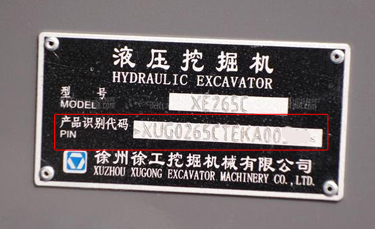 液压挖掘机
HYDRAULIC EXCAVATOR
型号 XE265C
MODEL
产品识别代码
PIN
徐州徐工挖掘机械有限公司
XUZHOU XUGONG EXCAVATOR MACHINERY CO.,LTD.